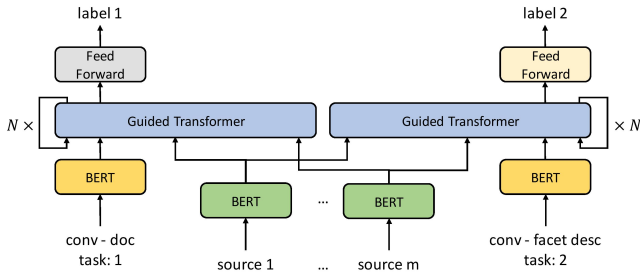 label 1
label 2
Feed
Forward
Feed
Forward
N ×
Guided Transformer
Guided Transformer
× N
BERT
BERT
BERT
...
BERT
conv - doc
task: 1
source 1
...
source m
conv - facet desc
task: 2